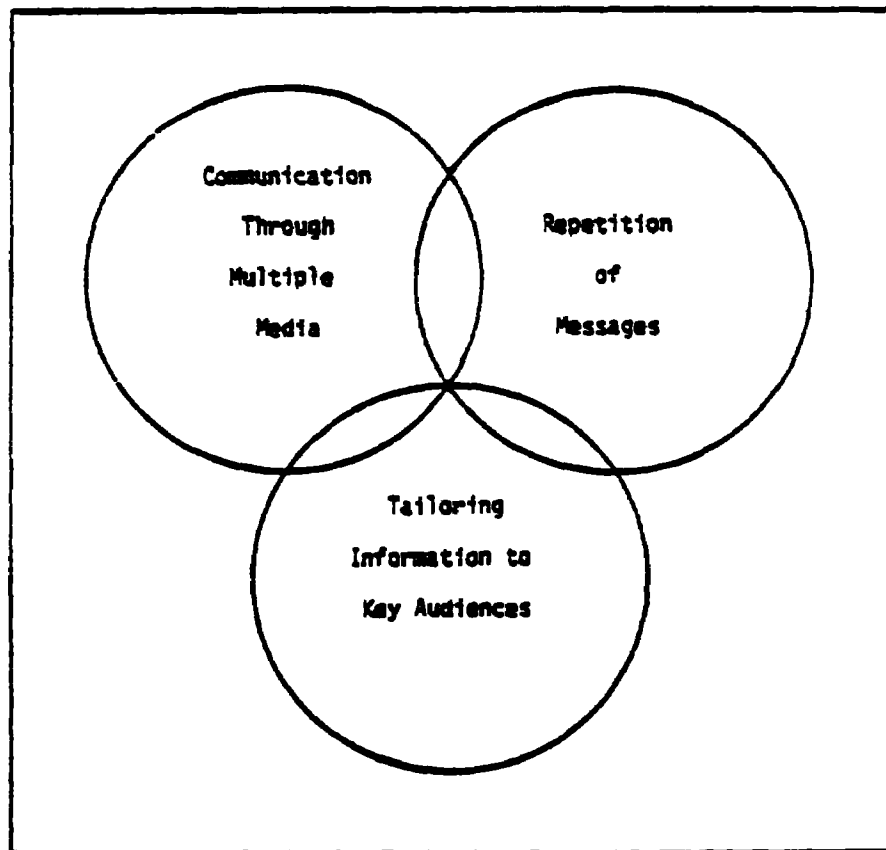 Communication
Through
Multiple
Media
Repetition
of
Messages
Tailoring
Information to
Key Audiences